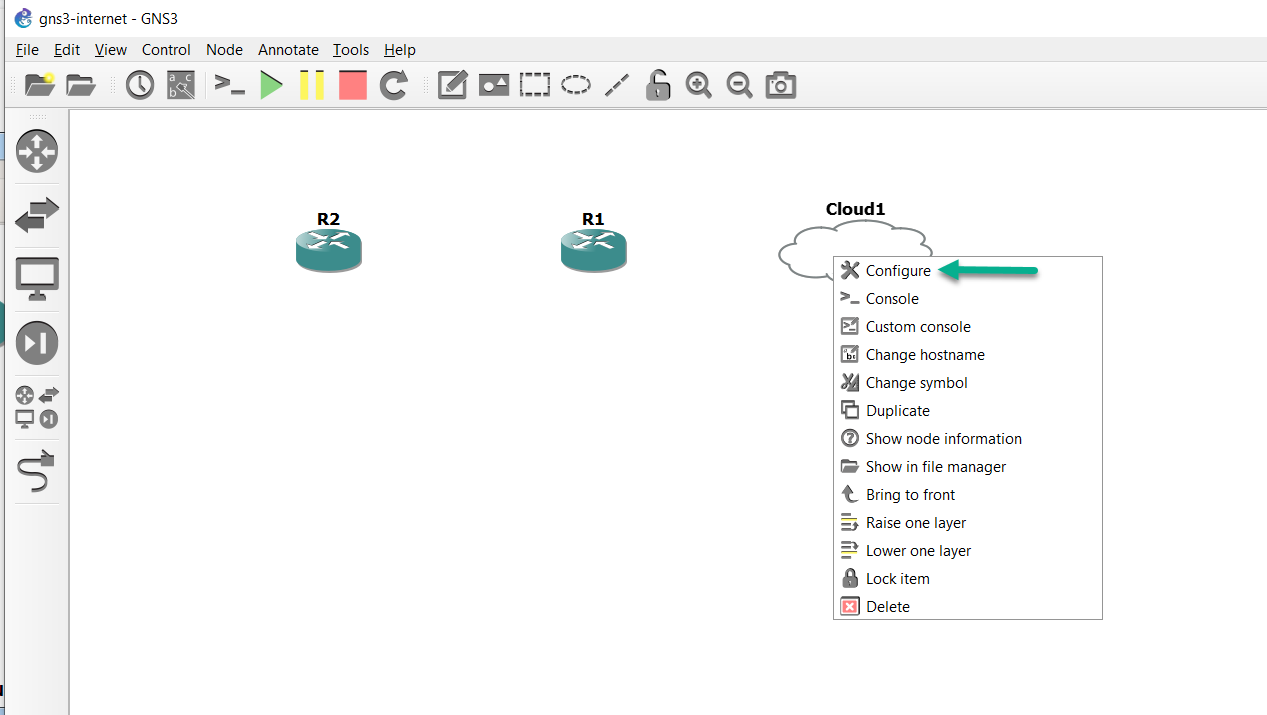 gns3-internet - GNS3
File Edit View Control Node Annotate Tools Help
R2
R1
Cloud1
Configure
Console
Custom console
Change hostname
Change symbol
Duplicate
Show node information
Show in file manager
Bring to front
Raise one layer
Lower one layer
Lock item
Delete